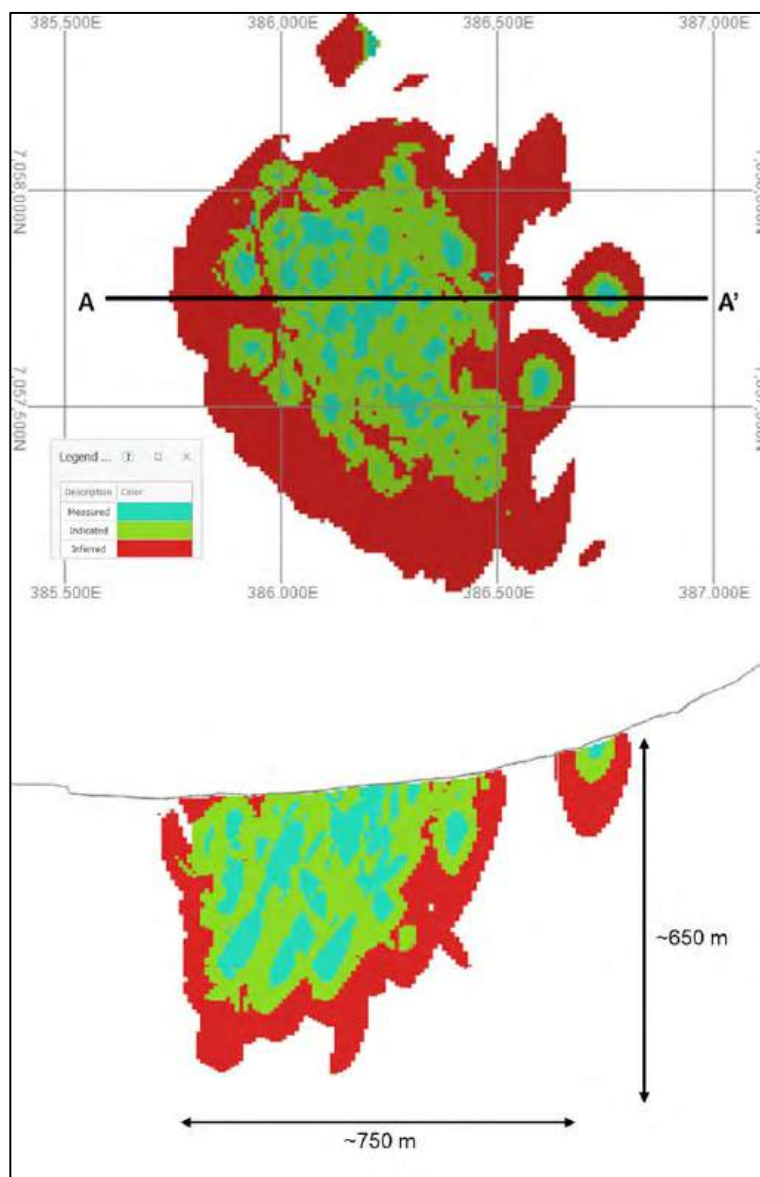 385,500E 386,000E 386,500E 387,000E
7,058,000N
A A'
7,057,500N
Legend ...
Description Color
Measured
Indicated
Inferred
385,500E 386,000E 386,500E 387,000E
~650 m
~750 m